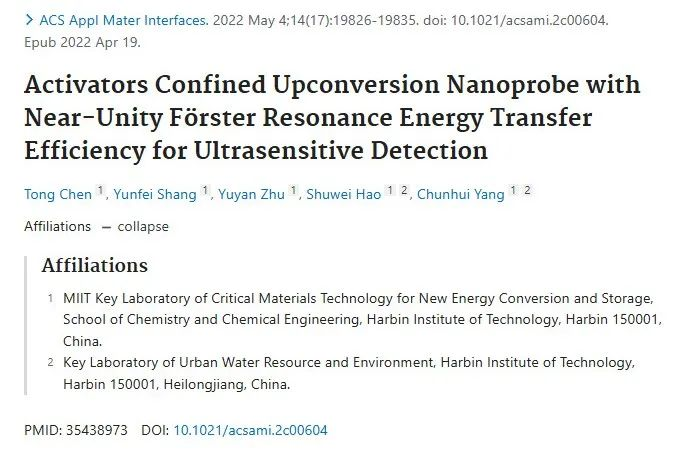 > ACS Appl Mater Interfaces. 2022 May 4;14(17):19826-19835. doi: 10.1021/acsami.2c00604.
Epub 2022 Apr 19.
Activators Confined Upconversion Nanoprobe with
Near-Unity Förster Resonance Energy Transfer
Efficiency for Ultrasensitive Detection
Tong Chen 1, Yunfei Shang 1, Yuyan Zhu 1, Shuwei Hao 1 2, Chunhui Yang 1 2
Affiliations — collapse
Affiliations
1 MIIT Key Laboratory of Critical Materials Technology for New Energy Conversion and Storage,
School of Chemistry and Chemical Engineering, Harbin Institute of Technology, Harbin 150001,
China.
2 Key Laboratory of Urban Water Resource and Environment, Harbin Institute of Technology,
Harbin 150001, Heilongjiang, China.
PMID: 35438973 DOI: 10.1021/acsami.2c00604